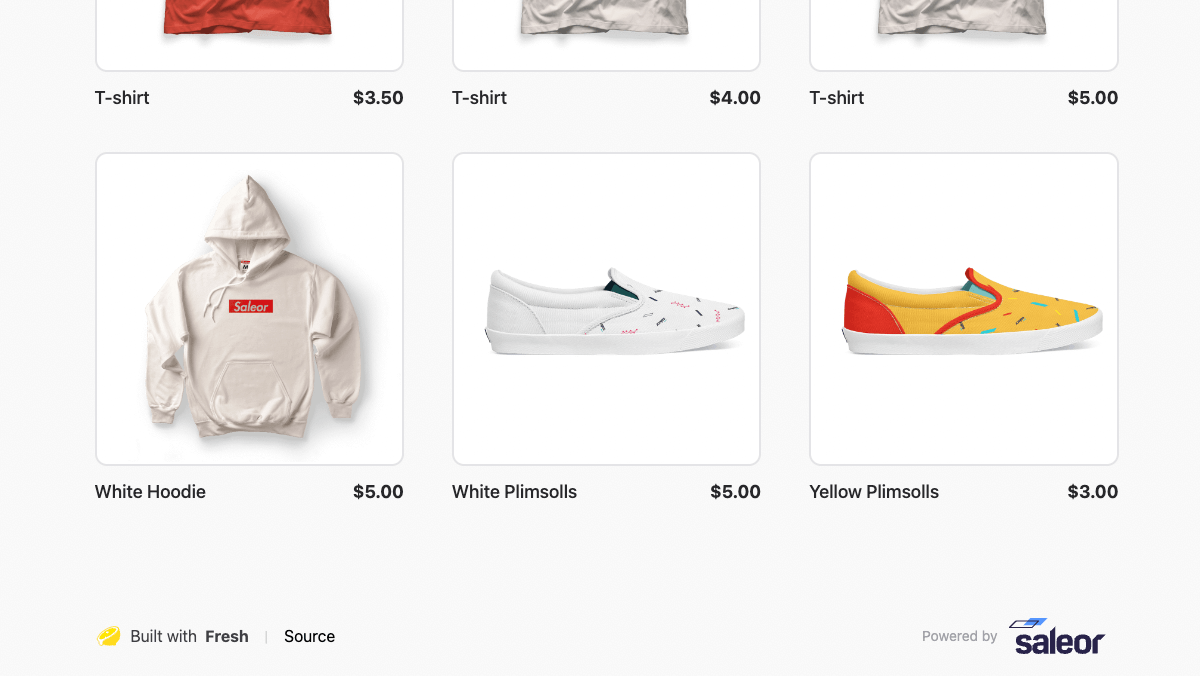 T-shirt $3.50 T-shirt $4.00 T-shirt $5.00
Saleor
White Hoodie $5.00 White Plimsolls $5.00 Yellow Plimsolls $3.00
Built with Fresh | Source Powered by saleor